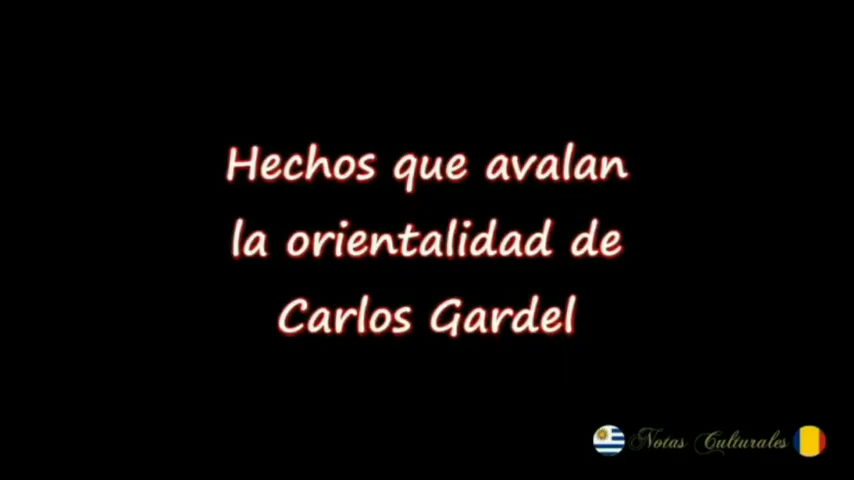 Hechos que avalan
la orientalidad de
Carlos Gardel
Notas Culturales